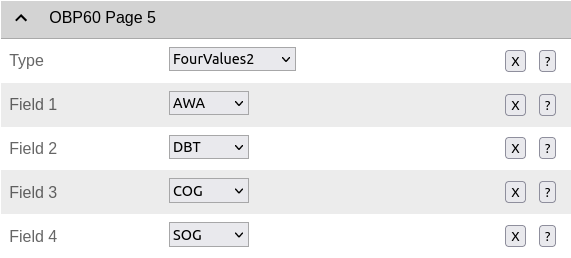 OBP60 Page 5
Type FourValues2 X ?
Field 1 AWA X ?
Field 2 DBT X ?
Field 3 COG X ?
Field 4 SOG X ?